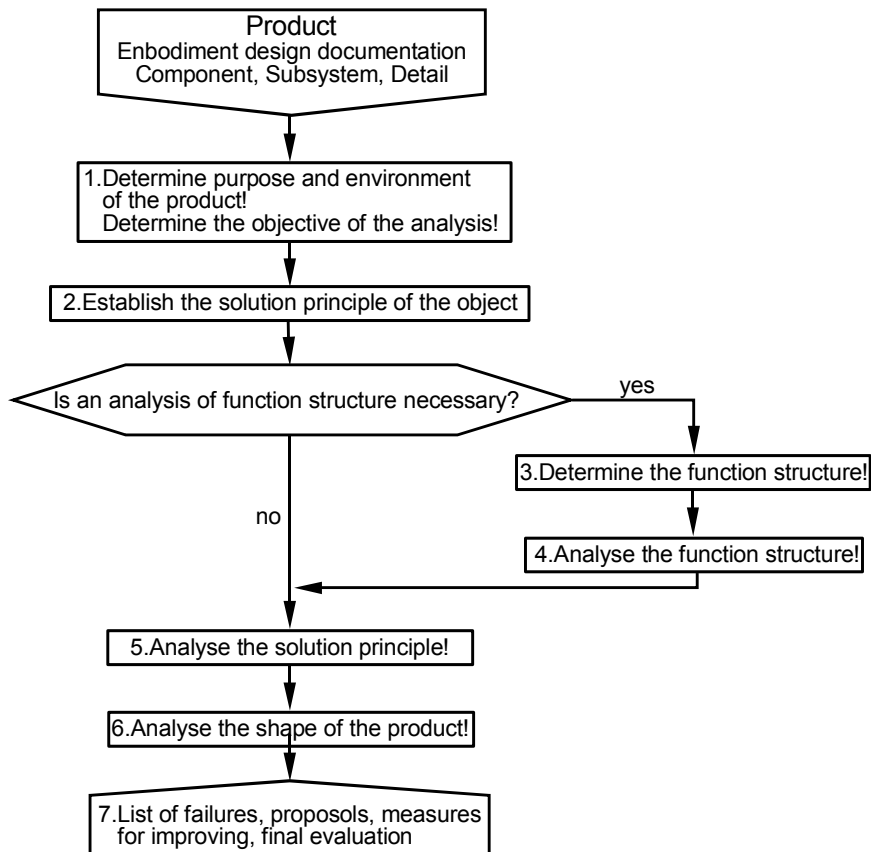 Product
Enbodiment design documentation
Component, Subsystem, Detail
1.Determine purpose and environment
of the product!
Determine the objective of the analysis!
2.Establish the solution principle of the object
Is an analysis of function structure necessary?
yes
3.Determine the function structure!
no
4.Analyse the function structure!
5.Analyse the solution principle!
6.Analyse the shape of the product!
7.List of failures, proposols, measures
for improving, final evaluation